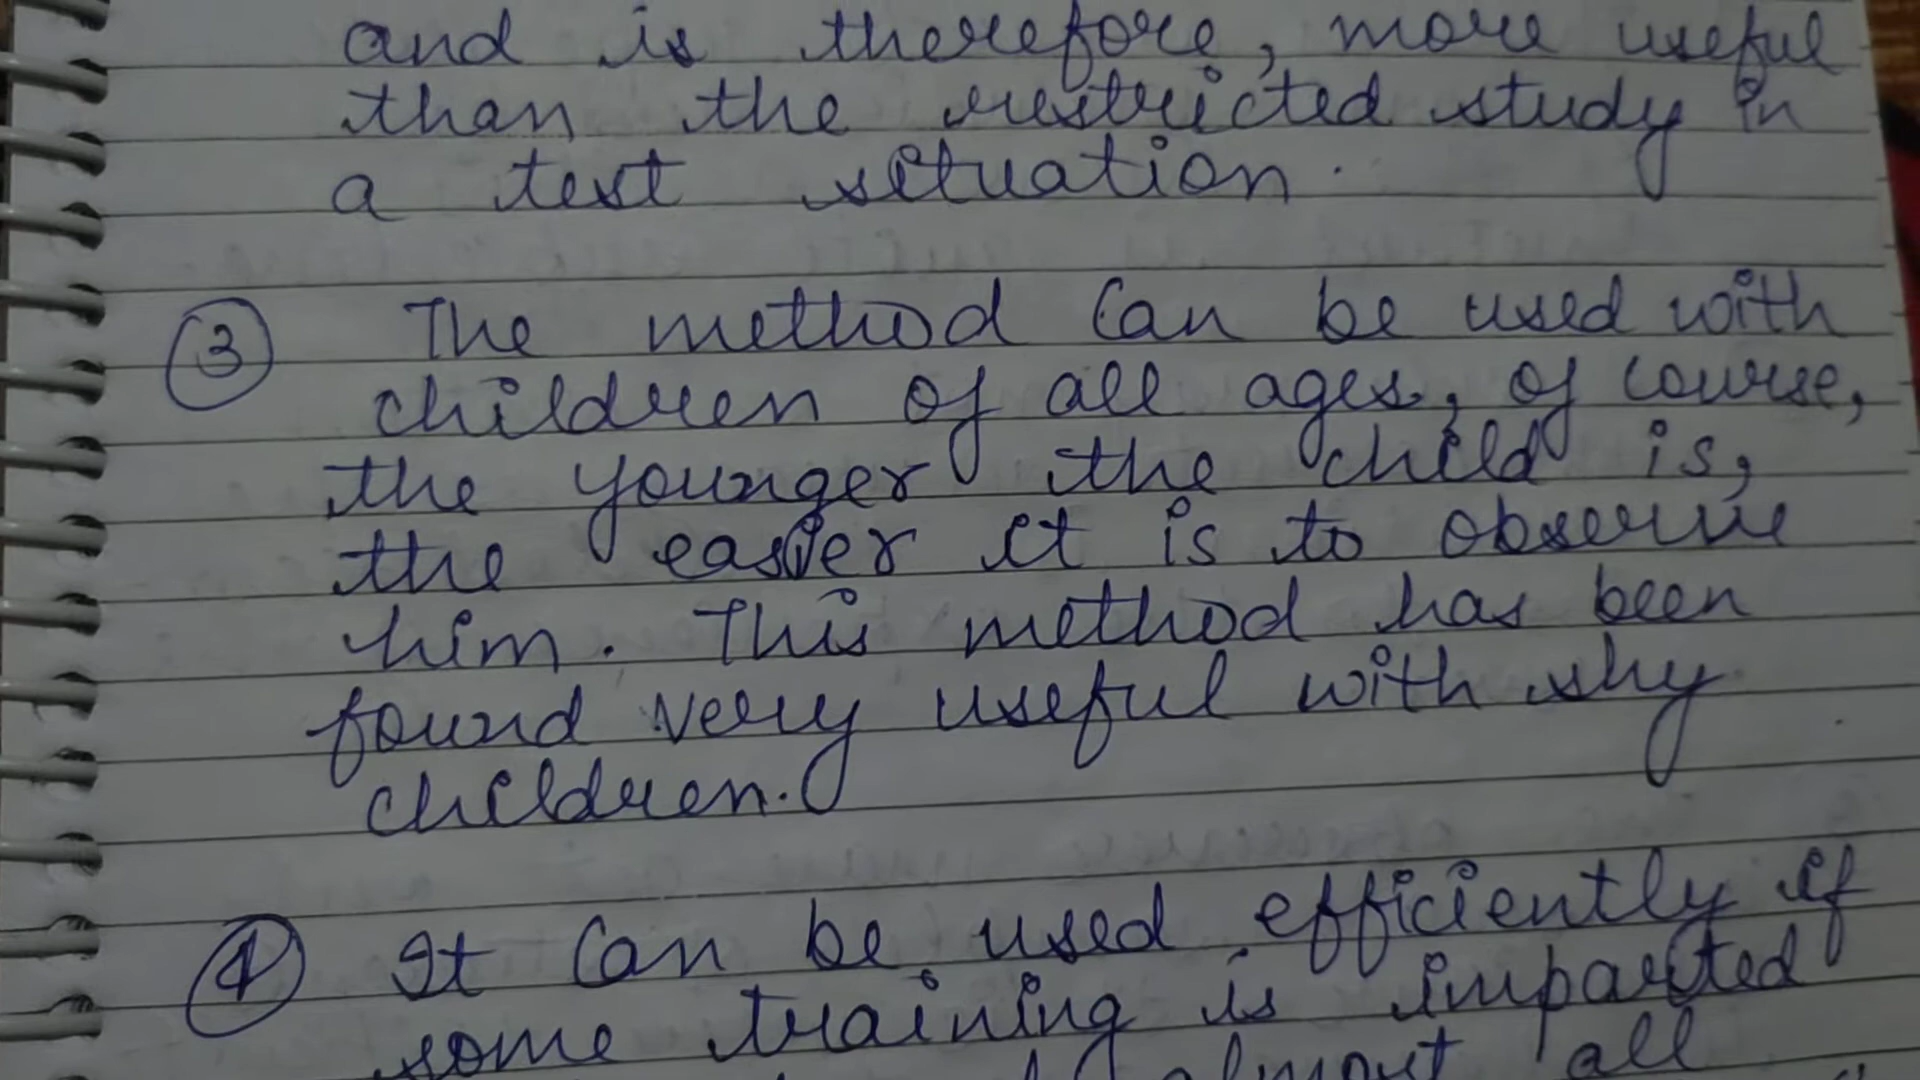 and is therefore, more useful
than the restricted study in
a test situation.
③ The method can be used with
children of all ages, of course,
the younger the child is,
the easier it is to observe
him. This method has been
found very useful with shy
children.
④ It can be used efficiently if
some training is imparted
almost all